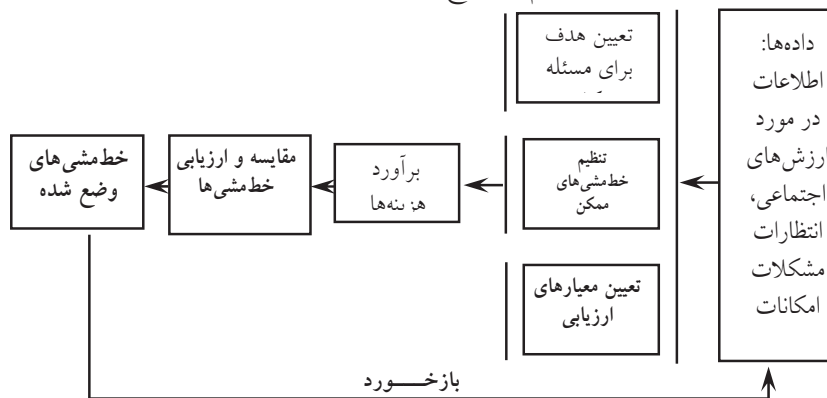 داده‌ها:
اطلاعات
در مورد
ارزش‌های
اجتماعی،
انتظارات
مشکلات
امکانات
تعیین هدف
برای مسئله
تنظیم
خط‌مشی‌های
ممکن
تعیین معیارهای
ارزیابی
برآورد
هزینه‌ها
مقایسه و ارزیابی
خط‌مشی‌ها
خط‌مشی‌های
وضع شده
بازخـــــورد